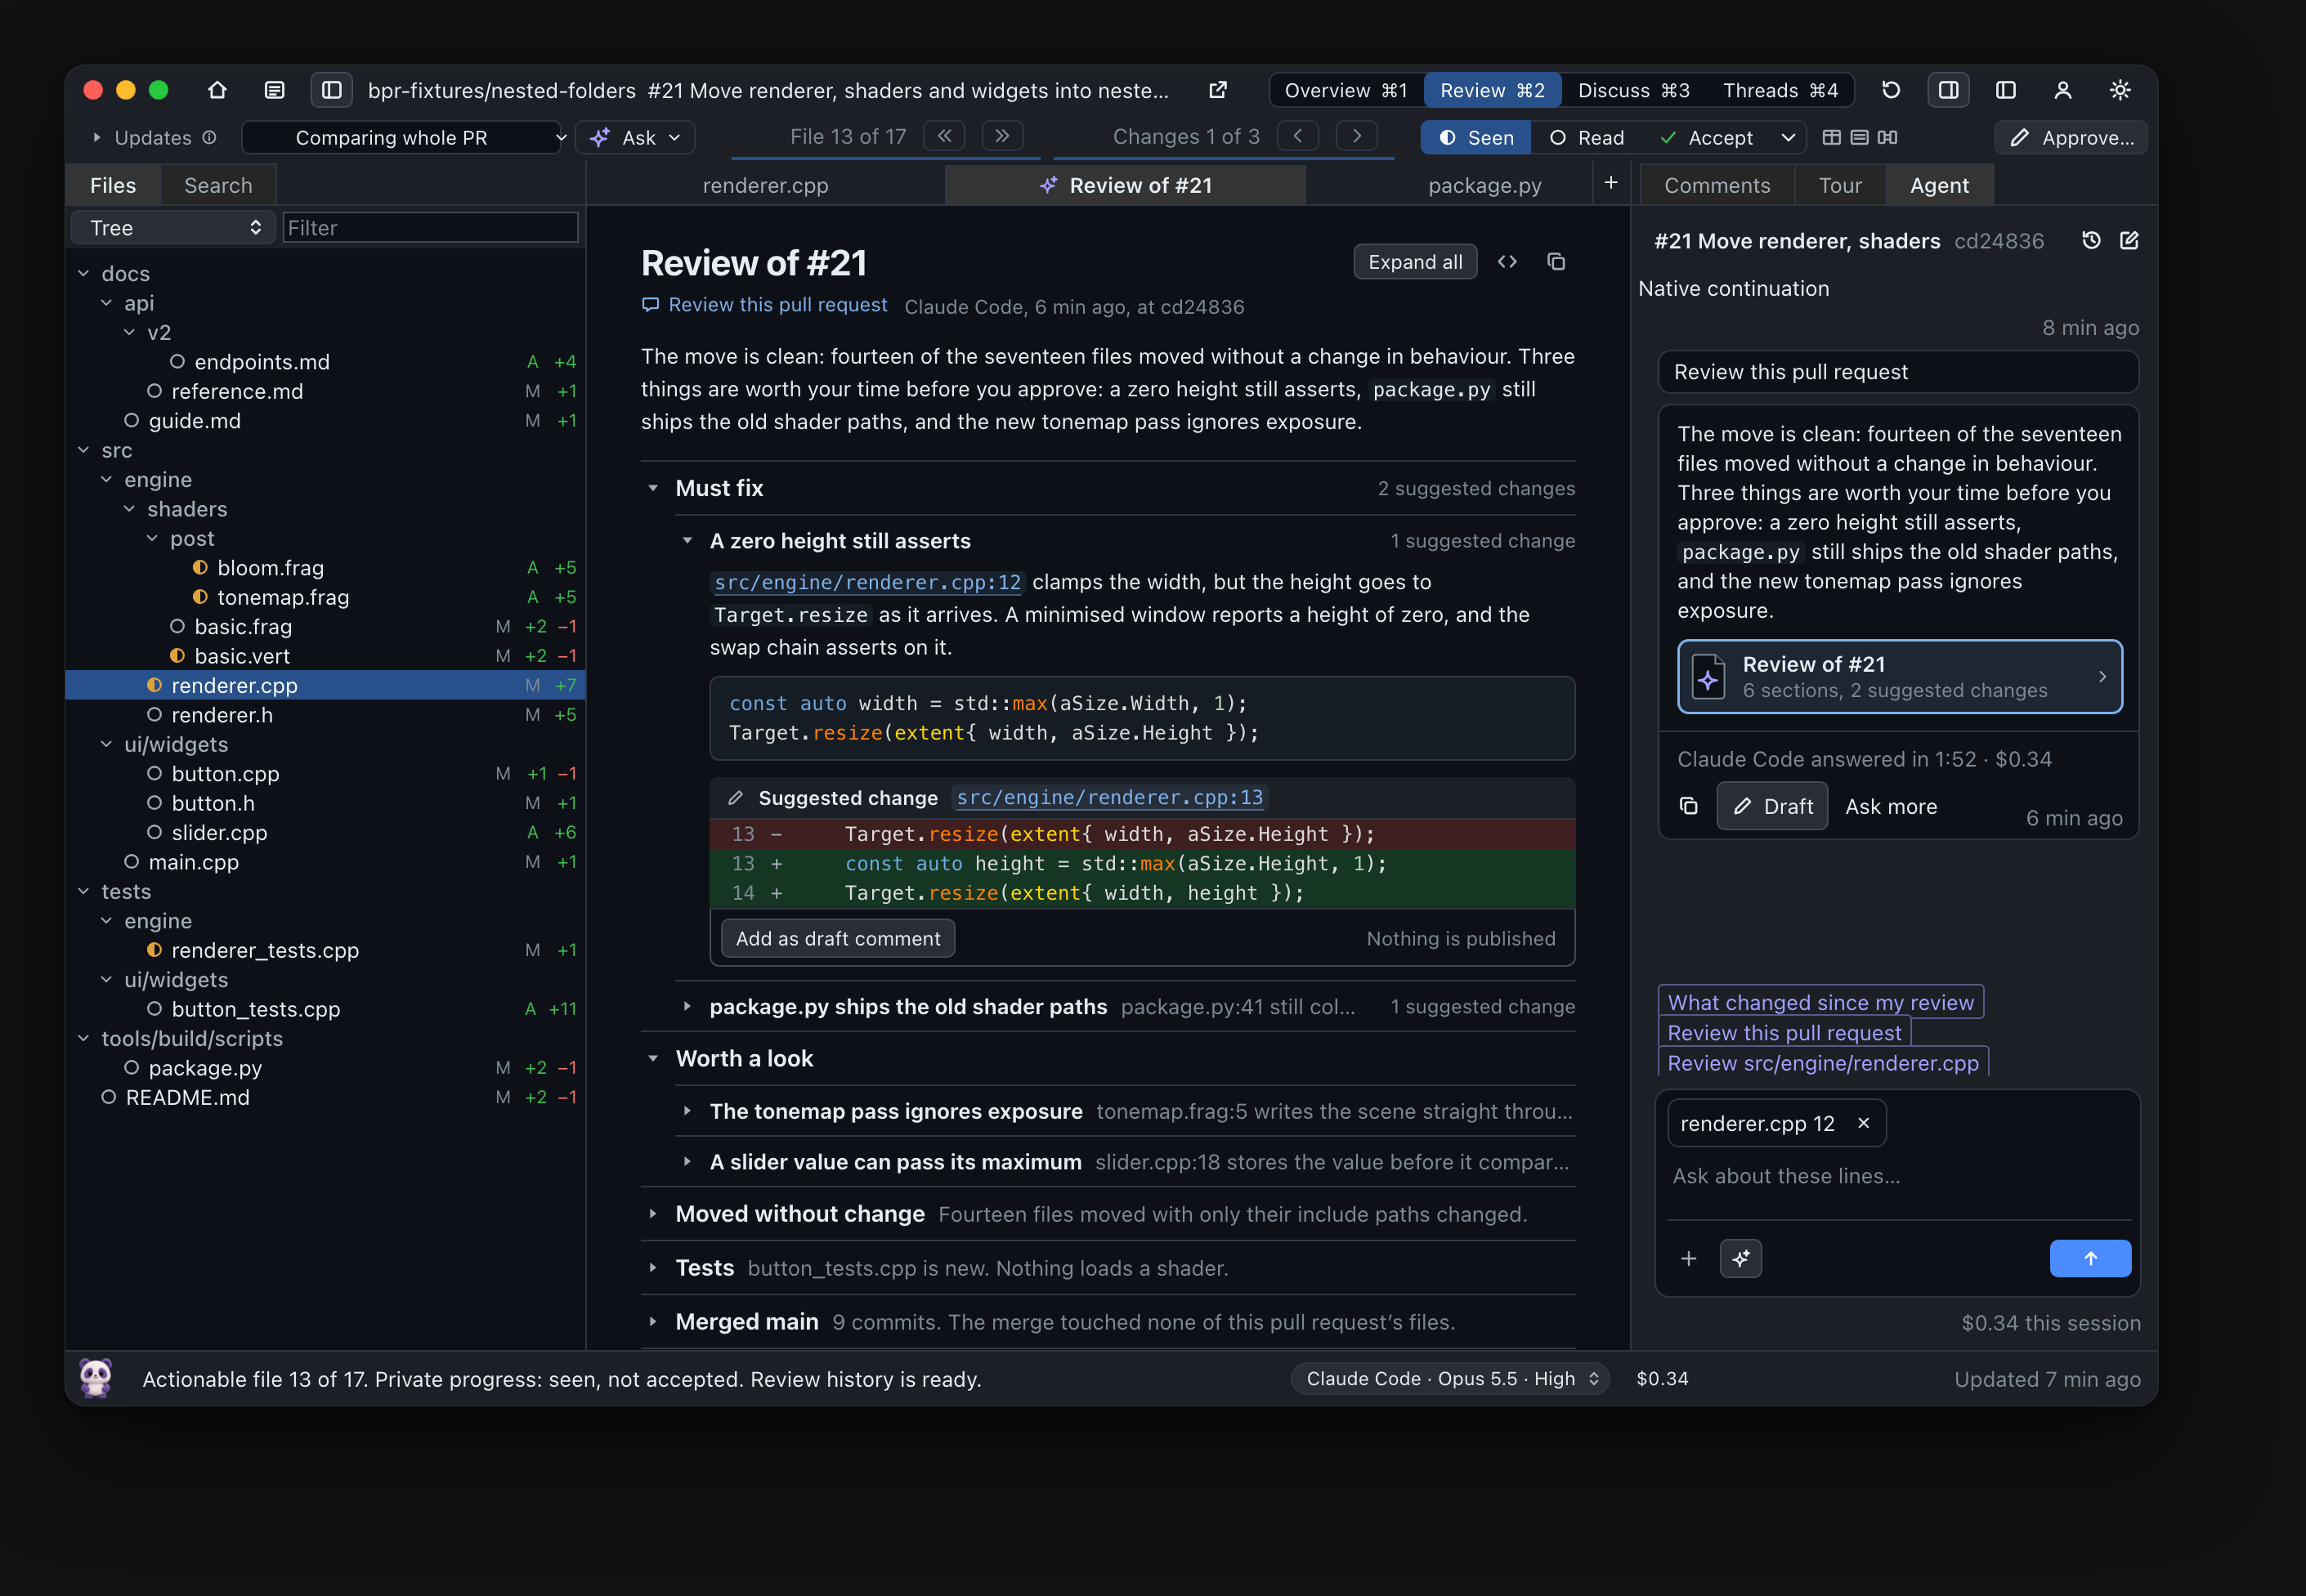 bpr-fixtures/nested-folders #21 Move renderer, shaders and widgets into neste...
Overview ⌘1 Review ⌘2 Discuss ⌘3 Threads ⌘4
Updates Comparing whole PR Ask File 13 of 17 Changes 1 of 3 Seen Read Accept Approve...
Files Search
renderer.cpp Review of #21 package.py +
Comments Tour Agent
Tree Filter
docs
api
v2
endpoints.md A +4
reference.md M +1
guide.md M +1
src
engine
shaders
post
bloom.frag A +5
tonemap.frag A +5
basic.frag M +2 −1
basic.vert M +2 −1
renderer.cpp M +7
renderer.h M +5
ui/widgets
button.cpp M +1 −1
button.h M +1
slider.cpp A +6
main.cpp M +1
tests
engine
renderer_tests.cpp M +1
ui/widgets
button_tests.cpp A +11
tools/build/scripts
package.py M +2 −1
README.md M +2 −1
Review of #21 Expand all
Review this pull request Claude Code, 6 min ago, at cd24836
The move is clean: fourteen of the seventeen files moved without a change in behaviour. Three
things are worth your time before you approve: a zero height still asserts, package.py still
ships the old shader paths, and the new tonemap pass ignores exposure.
Must fix 2 suggested changes
A zero height still asserts 1 suggested change
src/engine/renderer.cpp:12 clamps the width, but the height goes to
Target.resize as it arrives. A minimised window reports a height of zero, and the
swap chain asserts on it.
const auto width = std::max(aSize.Width, 1);
Target.resize(extent{ width, aSize.Height });
Suggested change src/engine/renderer.cpp:13
13 − Target.resize(extent{ width, aSize.Height });
13 + const auto height = std::max(aSize.Height, 1);
14 + Target.resize(extent{ width, height });
Add as draft comment Nothing is published
package.py ships the old shader paths package.py:41 still col... 1 suggested change
Worth a look
The tonemap pass ignores exposure tonemap.frag:5 writes the scene straight throu...
A slider value can pass its maximum slider.cpp:18 stores the value before it compar...
Moved without change Fourteen files moved with only their include paths changed.
Tests button_tests.cpp is new. Nothing loads a shader.
Merged main 9 commits. The merge touched none of this pull request’s files.
#21 Move renderer, shaders cd24836
Native continuation
8 min ago
Review this pull request
The move is clean: fourteen of the seventeen
files moved without a change in behaviour.
Three things are worth your time before you
approve: a zero height still asserts,
package.py still ships the old shader paths,
and the new tonemap pass ignores
exposure.
Review of #21
6 sections, 2 suggested changes
Claude Code answered in 1:52 · $0.34
Draft Ask more 6 min ago
What changed since my review
Review this pull request
Review src/engine/renderer.cpp
renderer.cpp 12 ×
Ask about these lines...
$0.34 this session
Actionable file 13 of 17. Private progress: seen, not accepted. Review history is ready.
Claude Code · Opus 5.5 · High $0.34 Updated 7 min ago